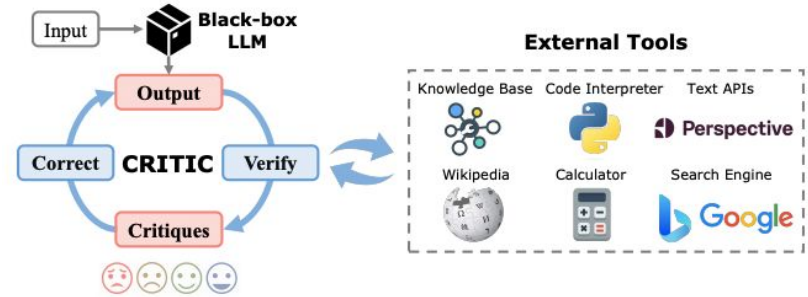 Input
Black-box
LLM
Output
Correct
CRITIC
Verify
Critiques
External Tools
Knowledge Base
Code Interpreter
Text APIs
Perspective
Wikipedia
Calculator
Search Engine
Google